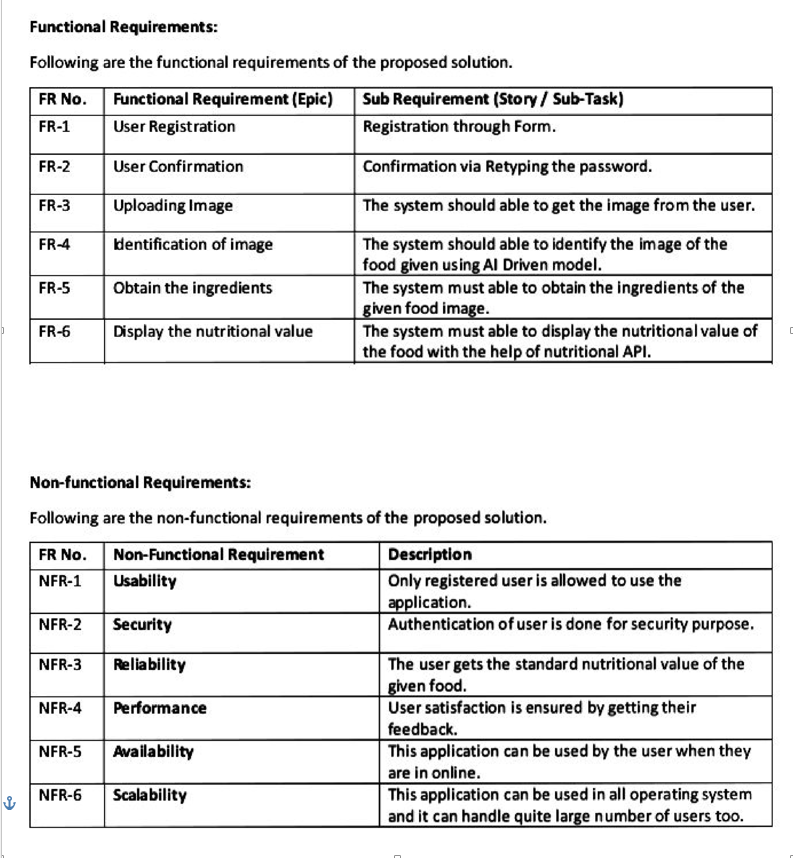 Functional Requirements:
Following are the functional requirements of the proposed solution.
FR No. Functional Requirement (Epic) Sub Requirement (Story / Sub-Task)
FR-1 User Registration Registration through Form.
FR-2 User Confirmation Confirmation via Retyping the password.
FR-3 Uploading Image The system should able to get the image from the user.
FR-4 Identification of image The system should able to identify the image of the
food given using AI Driven model.
FR-5 Obtain the ingredients The system must able to obtain the ingredients of the
given food image.
FR-6 Display the nutritional value The system must able to display the nutritional value of
the food with the help of nutritional API.
Non-functional Requirements:
Following are the non-functional requirements of the proposed solution.
FR No. Non-Functional Requirement Description
NFR-1 Usability Only registered user is allowed to use the
application.
NFR-2 Security Authentication of user is done for security purpose.
NFR-3 Reliability The user gets the standard nutritional value of the
given food.
NFR-4 Performance User satisfaction is ensured by getting their
feedback.
NFR-5 Availability This application can be used by the user when they
are in online.
NFR-6 Scalability This application can be used in all operating system
and it can handle quite large number of users too.